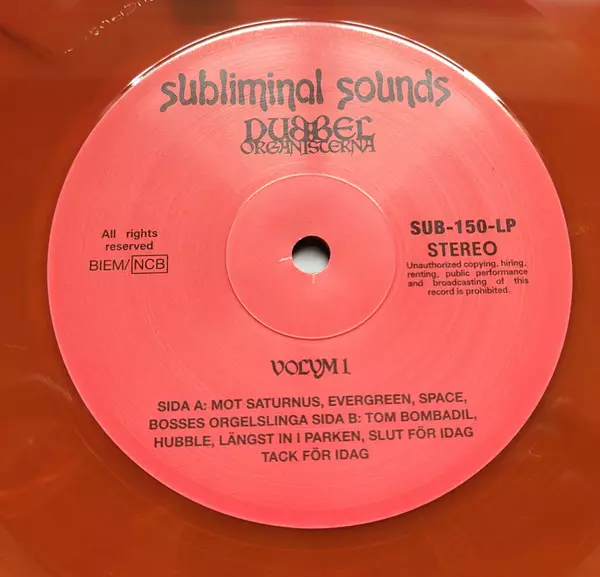 subliminal sounds
DUBBEL
ORGANISTERNA
All rights
reserved
BIEM/NCB
SUB-150-LP
STEREO
Unauthorized copying, hiring,
renting, public performance
and broadcasting of this
record is prohibited.
VOLYM 1
SIDA A: MOT SATURNUS, EVERGREEN, SPACE,
BOSSES ORGELSLINGA SIDA B: TOM BOMBADIL,
HUBBLE, LÄNGST IN I PARKEN, SLUT FÖR IDAG
TACK FÖR IDAG